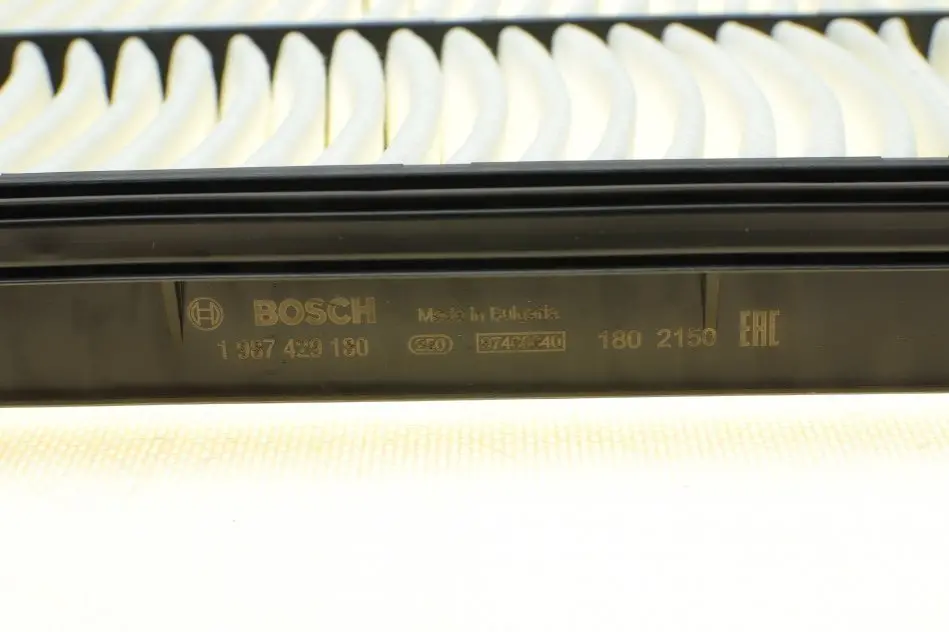 BOSCH Made in Bulgaria
1 987 429 180 180 2150 EAC